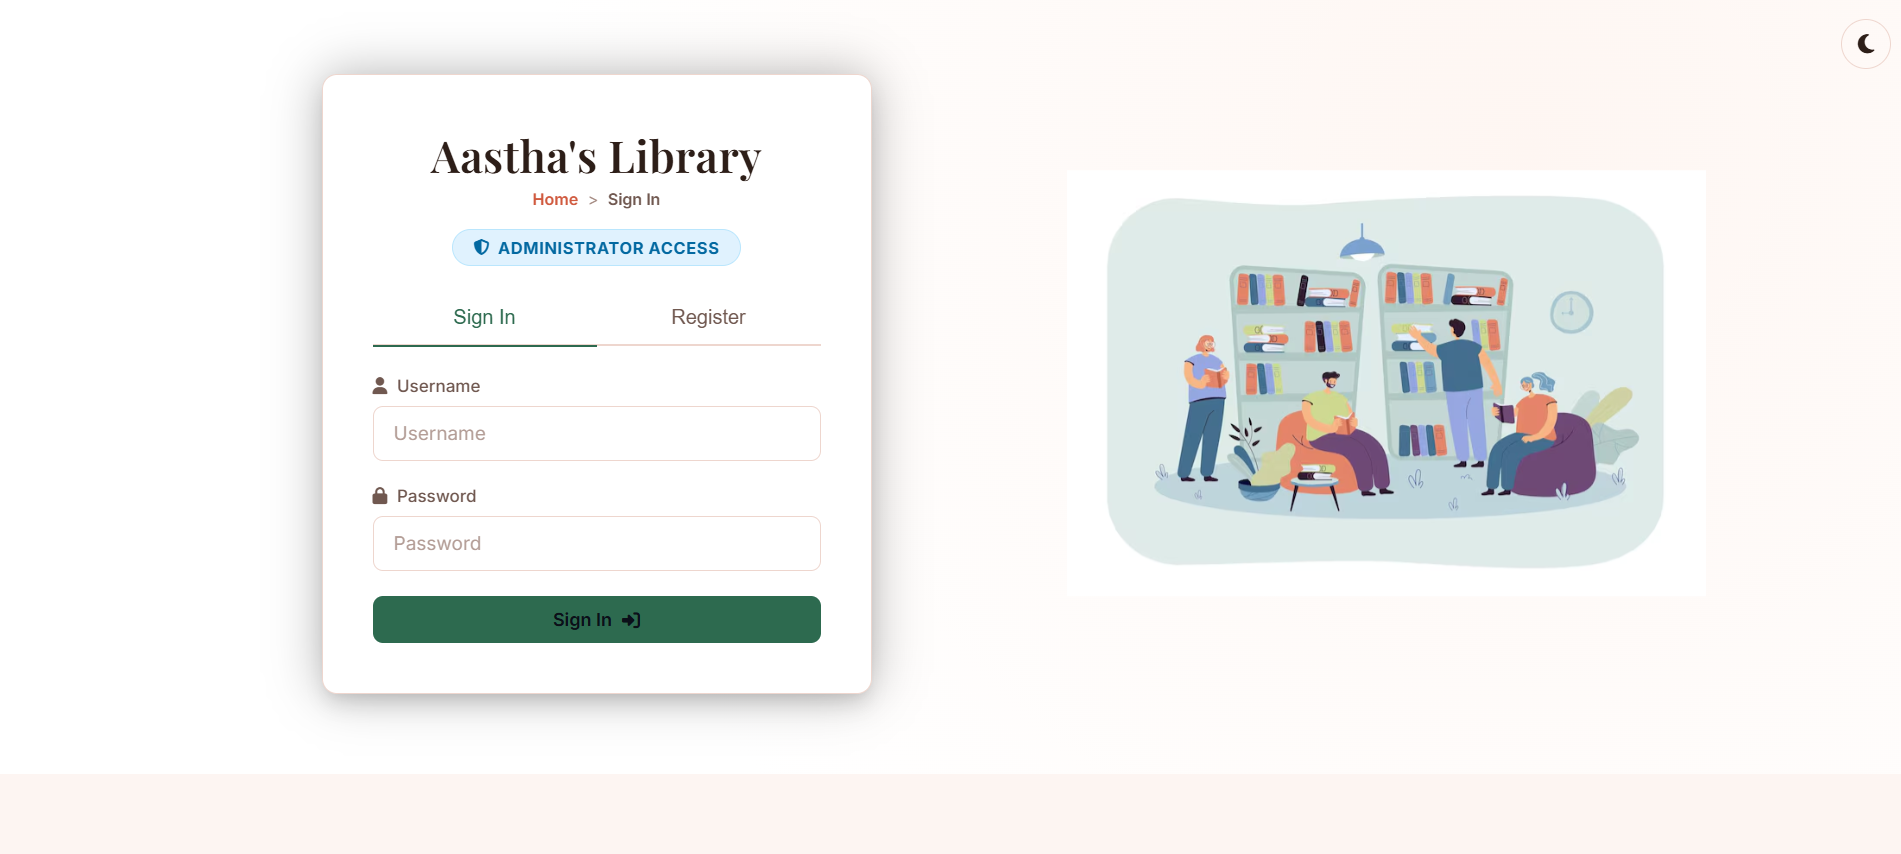 Aastha's Library
Home > Sign In
ADMINISTRATOR ACCESS
Sign In Register
Username
Username
Password
Password
Sign In